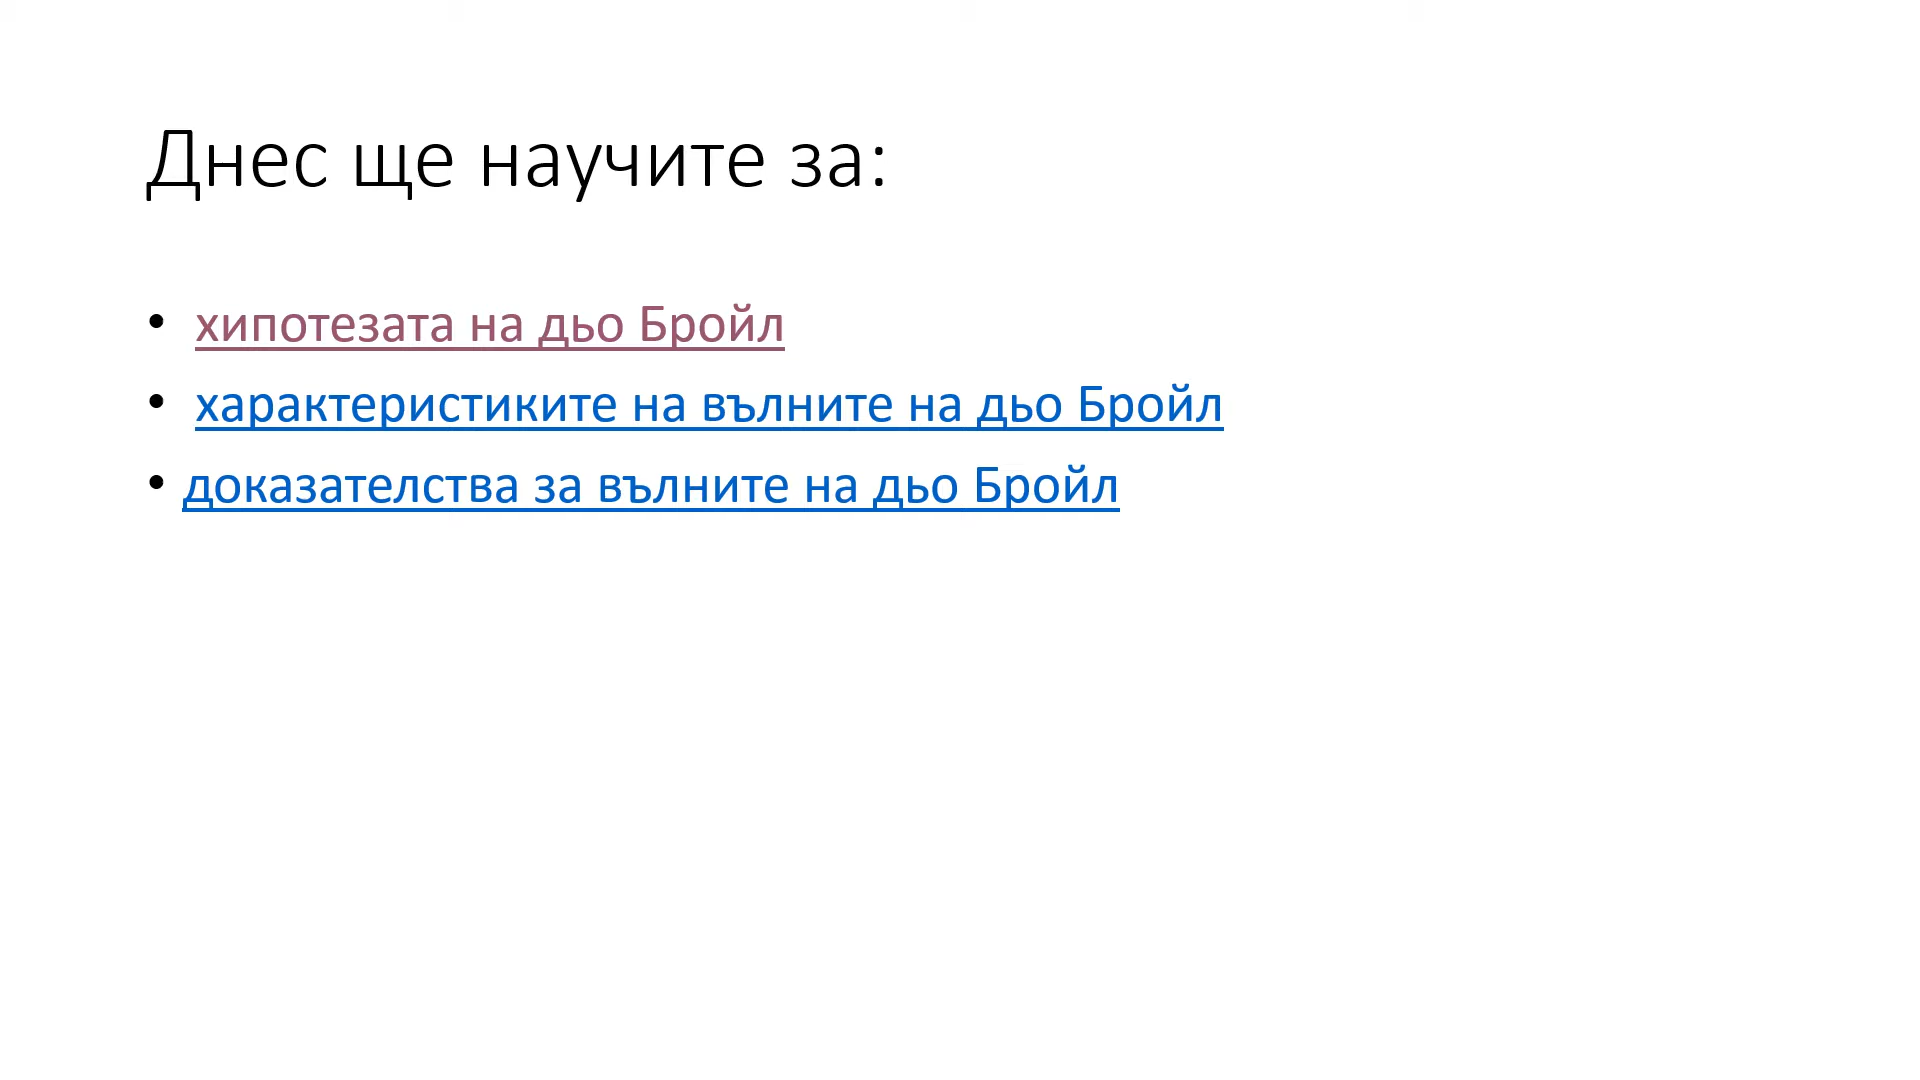 Днес ще научите за:
• хипотезата на дьо Бройл
• характеристиките на вълните на дьо Бройл
• доказателства за вълните на дьо Бройл